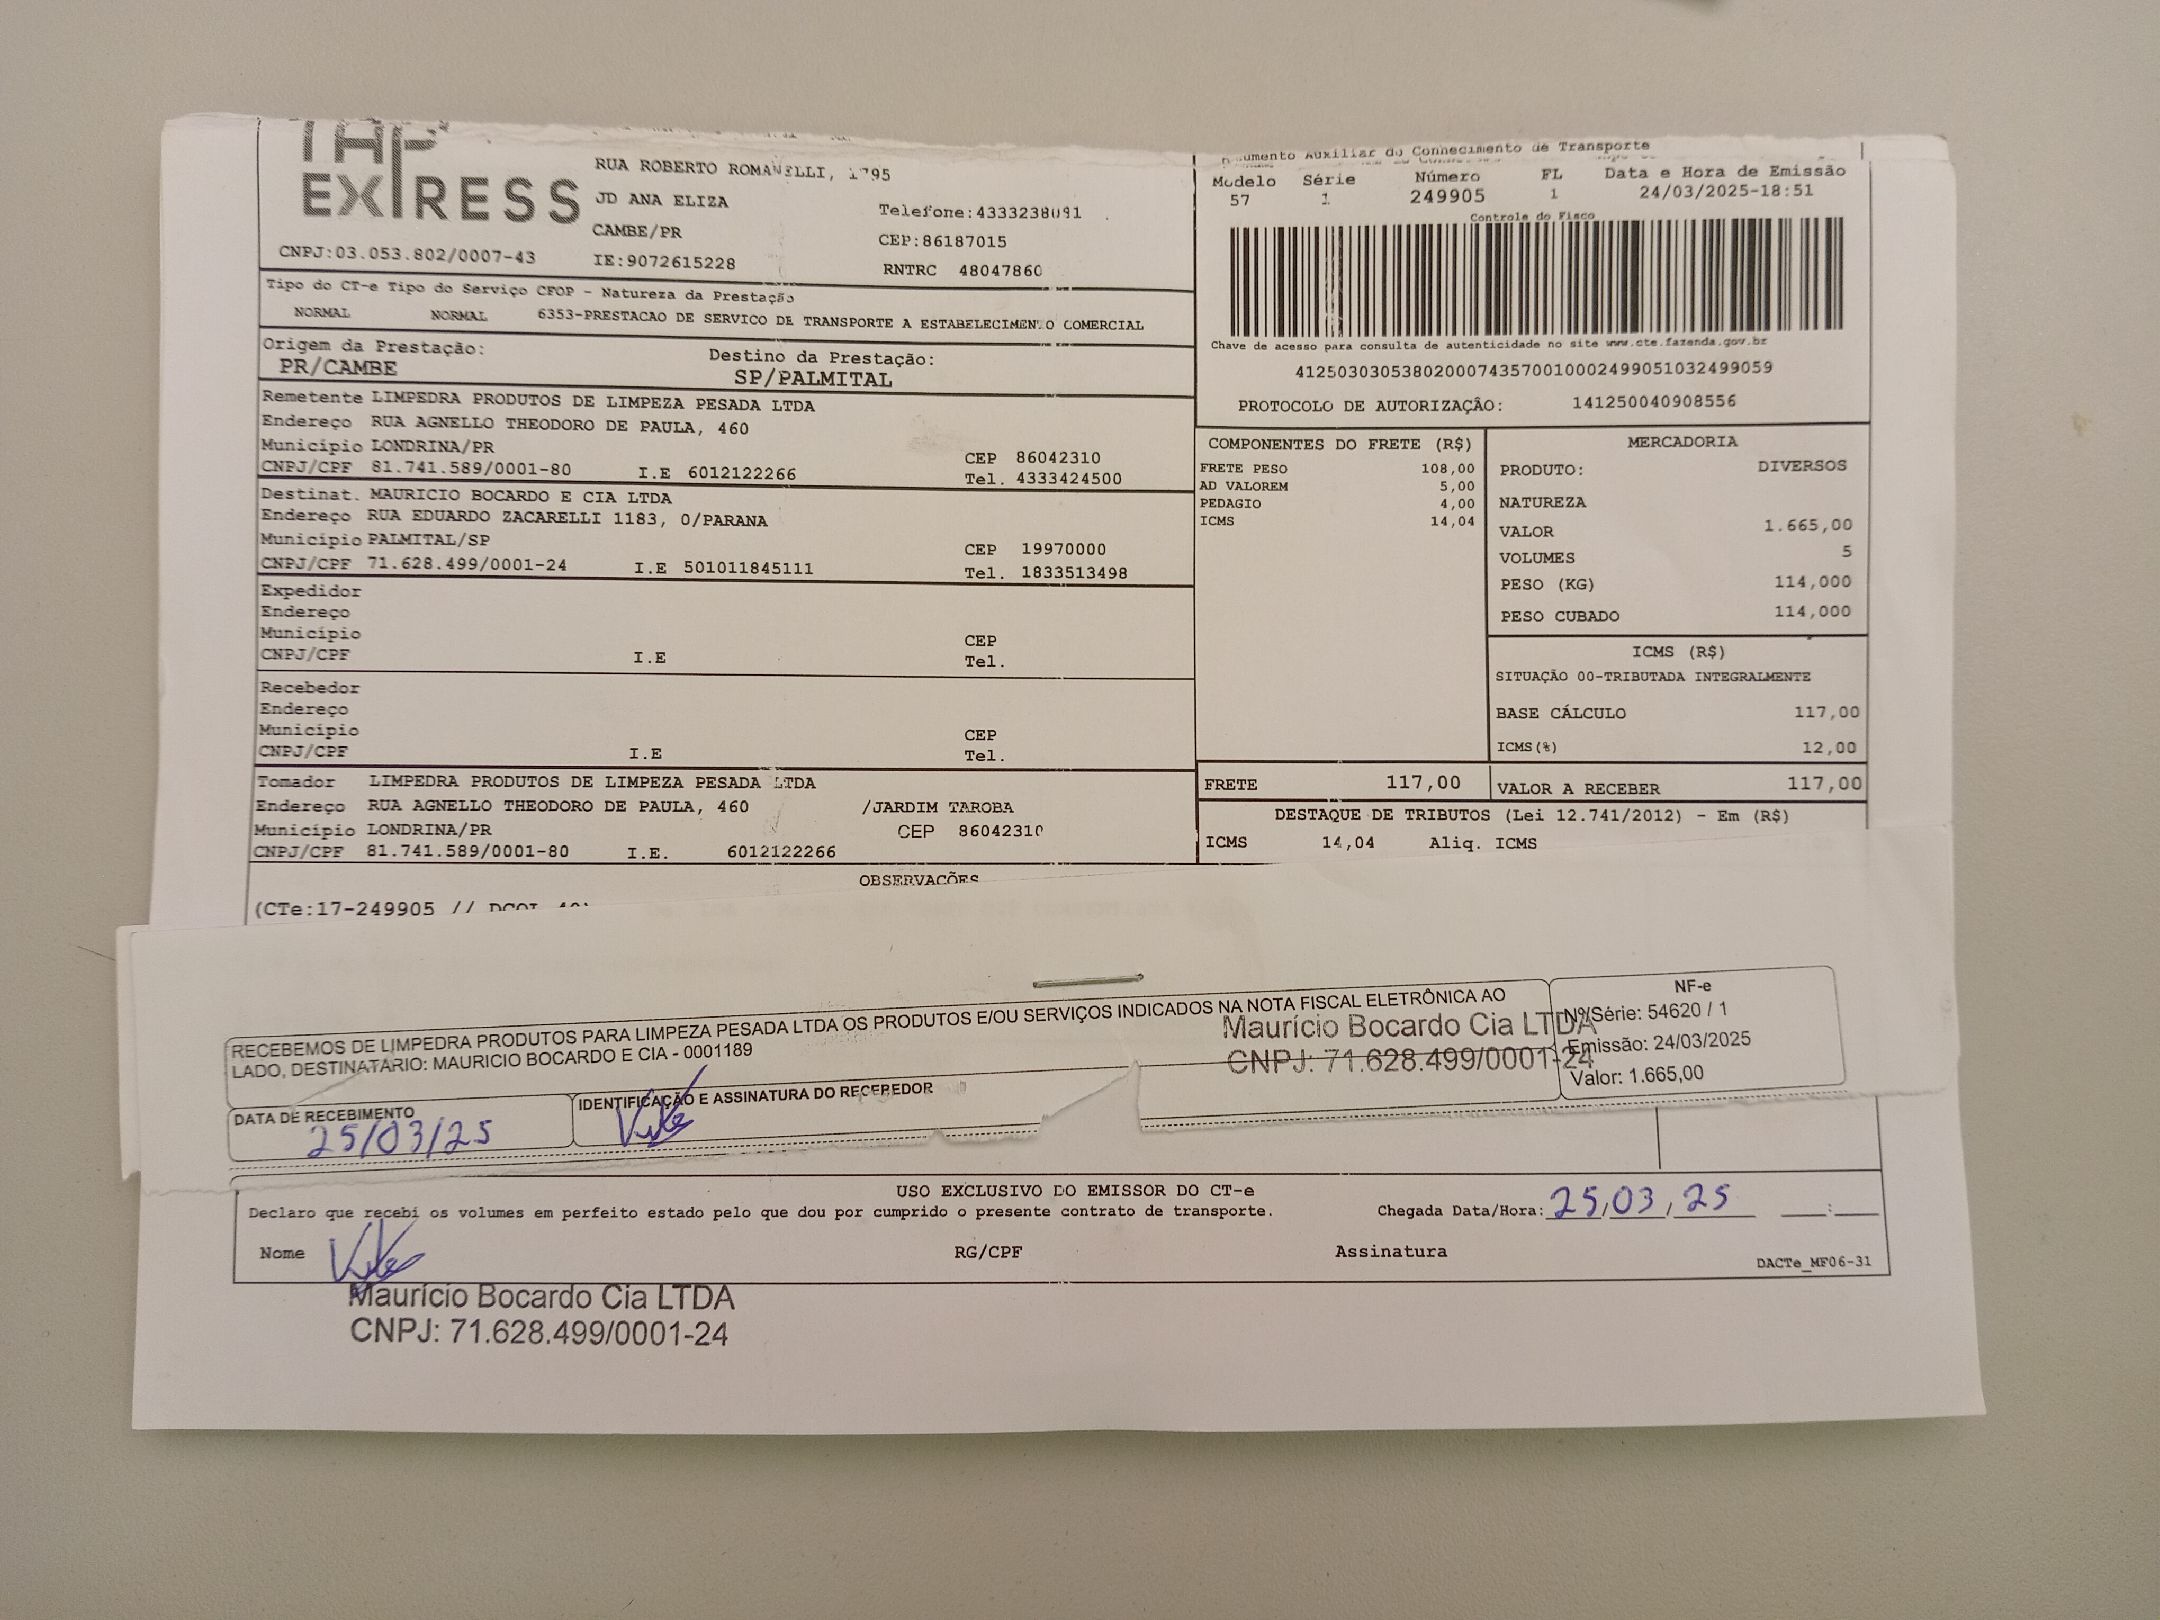 TAP
EXPRESS
RUA ROBERTO ROMANELLI, 1795
JD ANA ELIZA
Telefone:4333238091
CAMBE/PR
CEP:86187015
CNPJ:03.053.802/0007-43
IE:9072615228
RNTRC 48047860
Auxiliar do Conhecimento de Transporte
Modelo Série Número FL Data e Hora de Emissão
57 1 249905 1 24/03/2025-18:51
Controle do Fisco
Chave de acesso para consulta de autenticidade no site www.cte.fazenda.gov.br
41250303053802000743570010002499051032499059
PROTOCOLO DE AUTORIZAÇÃO: 141250040908556
Tipo do CT-e Tipo do Serviço CFOP - Natureza da Prestação
NORMAL NORMAL 6353-PRESTACAO DE SERVICO DE TRANSPORTE A ESTABELECIMENTO COMERCIAL
Origem da Prestação: Destino da Prestação:
PR/CAMBE SP/PALMITAL
Remetente LIMPEDRA PRODUTOS DE LIMPEZA PESADA LTDA
Endereço RUA AGNELLO THEODORO DE PAULA, 460
Município LONDRINA/PR CEP 86042310
CNPJ/CPF 81.741.589/0001-80 I.E 6012122266 Tel. 4333424500
Destinat. MAURICIO BOCARDO E CIA LTDA
Endereço RUA EDUARDO ZACARELLI 1183, 0/PARANA
Município PALMITAL/SP CEP 19970000
CNPJ/CPF 71.628.499/0001-24 I.E 501011845111 Tel. 1833513498
Expedidor
Endereço
Município CEP
CNPJ/CPF I.E Tel.
Recebedor
Endereço
Município CEP
CNPJ/CPF I.E Tel.
Tomador LIMPEDRA PRODUTOS DE LIMPEZA PESADA LTDA
Endereço RUA AGNELLO THEODORO DE PAULA, 460 /JARDIM TAROBA
Município LONDRINA/PR CEP 86042310
CNPJ/CPF 81.741.589/0001-80 I.E. 6012122266
COMPONENTES DO FRETE (R$)
FRETE PESO 108,00
AD VALOREM 5,00
PEDAGIO 4,00
ICMS 14,04
MERCADORIA
PRODUTO: DIVERSOS
NATUREZA
VALOR 1.665,00
VOLUMES 5
PESO (KG) 114,000
PESO CUBADO 114,000
ICMS (R$)
SITUAÇÃO 00-TRIBUTADA INTEGRALMENTE
BASE CÁLCULO 117,00
ICMS(%) 12,00
FRETE 117,00 VALOR A RECEBER 117,00
DESTAQUE DE TRIBUTOS (Lei 12.741/2012) - Em (R$)
ICMS 14,04 Aliq. ICMS
OBSERVAÇÕES
(CTe:17-249905 //
RECEBEMOS DE LIMPEDRA PRODUTOS PARA LIMPEZA PESADA LTDA OS PRODUTOS E/OU SERVIÇOS INDICADOS NA NOTA FISCAL ELETRÔNICA AO
LADO, DESTINATÁRIO: MAURICIO BOCARDO E CIA - 0001189
Maurício Bocardo Cia LTDA
CNPJ: 71.628.499/0001-24
NF-e
Nº/Série: 54620 / 1
Emissão: 24/03/2025
Valor: 1.665,00
DATA DE RECEBIMENTO
25/03/25
IDENTIFICAÇÃO E ASSINATURA DO RECEBEDOR
USO EXCLUSIVO DO EMISSOR DO CT-e
Declaro que recebi os volumes em perfeito estado pelo que dou por cumprido o presente contrato de transporte. Chegada Data/Hora: 25/03/25 __:__
Nome RG/CPF Assinatura
DACTe_MF06-31
Maurício Bocardo Cia LTDA
CNPJ: 71.628.499/0001-24